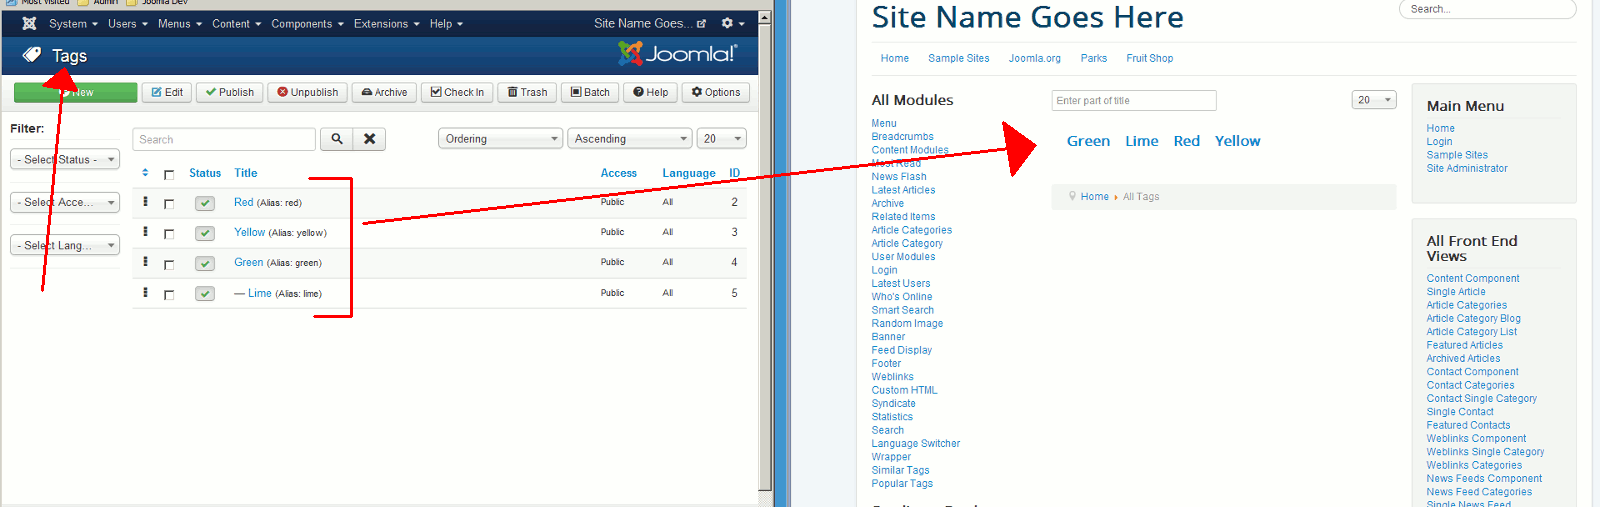 Most Visited Admin Joomla Dev
System Users Menus Content Components Extensions Help Site Name Goes...
Tags
Joomla!®
New Edit Publish Unpublish Archive Check In Trash Batch Help Options
Filter:
- Select Status -
- Select Acce...
- Select Lang...
Search Ordering Ascending 20
Status Title Access Language ID
Red (Alias: red) Public All 2
Yellow (Alias: yellow) Public All 3
Green (Alias: green) Public All 4
— Lime (Alias: lime) Public All 5
Site Name Goes Here
Search...
Home Sample Sites Joomla.org Parks Fruit Shop
All Modules
Menu
Breadcrumbs
Content Modules
Most Read
News Flash
Latest Articles
Archive
Related Items
Article Categories
Article Category
User Modules
Login
Latest Users
Who's Online
Smart Search
Random Image
Banner
Feed Display
Footer
Weblinks
Custom HTML
Syndicate
Statistics
Search
Language Switcher
Wrapper
Similar Tags
Popular Tags
Enter part of title 20
Green Lime Red Yellow
Home All Tags
Main Menu
Home
Login
Sample Sites
Site Administrator
All Front End
Views
Content Component
Single Article
Article Categories
Article Category Blog
Article Category List
Featured Articles
Archived Articles
Contact Component
Contact Categories
Contact Single Category
Single Contact
Featured Contacts
Weblinks Component
Weblinks Single Category
Weblinks Categories
News Feeds Component
News Feed Categories
Single News Feed